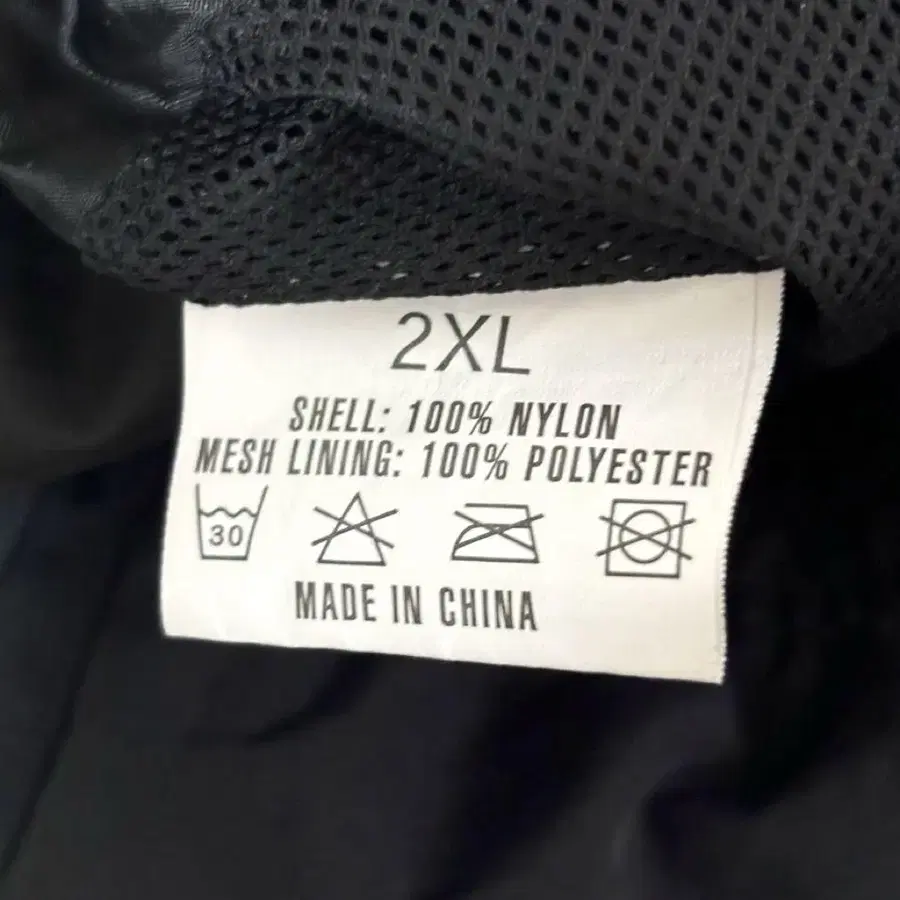 2XL
SHELL: 100% NYLON
MESH LINING: 100% POLYESTER
30
MADE IN CHINA